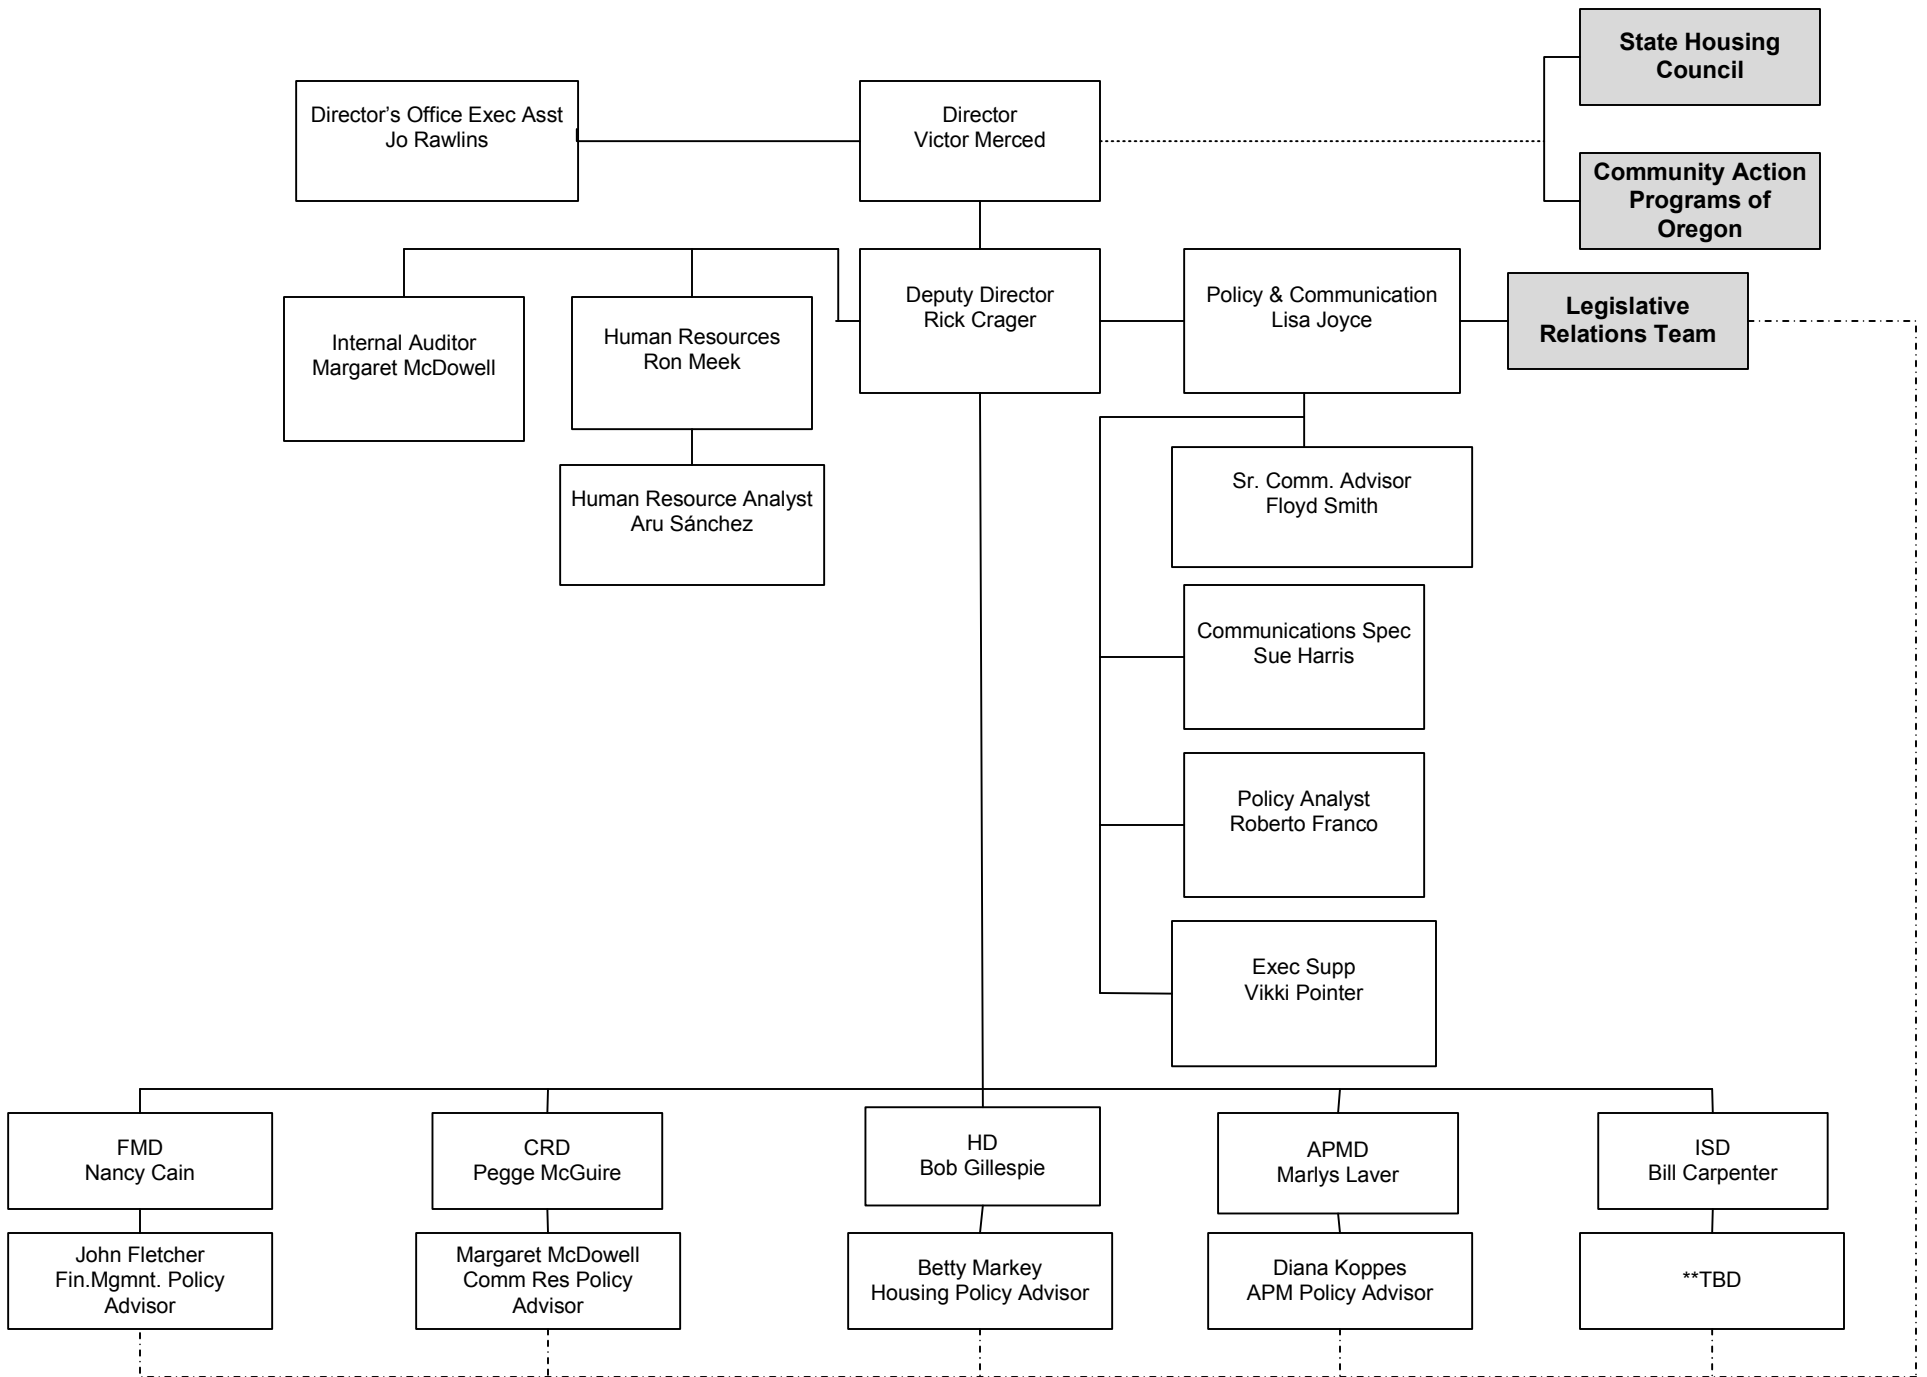 State Housing
Council
Director’s Office Exec Asst
Jo Rawlins
Director
Victor Merced
Community Action
Programs of
Oregon
Internal Auditor
Margaret McDowell
Human Resources
Ron Meek
Deputy Director
Rick Crager
Policy & Communication
Lisa Joyce
Legislative
Relations Team
Human Resource Analyst
Aru Sánchez
Sr. Comm. Advisor
Floyd Smith
Communications Spec
Sue Harris
Policy Analyst
Roberto Franco
Exec Supp
Vikki Pointer
FMD
Nancy Cain
CRD
Pegge McGuire
HD
Bob Gillespie
APMD
Marlys Laver
ISD
Bill Carpenter
John Fletcher
Fin.Mgmnt. Policy
Advisor
Margaret McDowell
Comm Res Policy
Advisor
Betty Markey
Housing Policy Advisor
Diana Koppes
APM Policy Advisor
**TBD